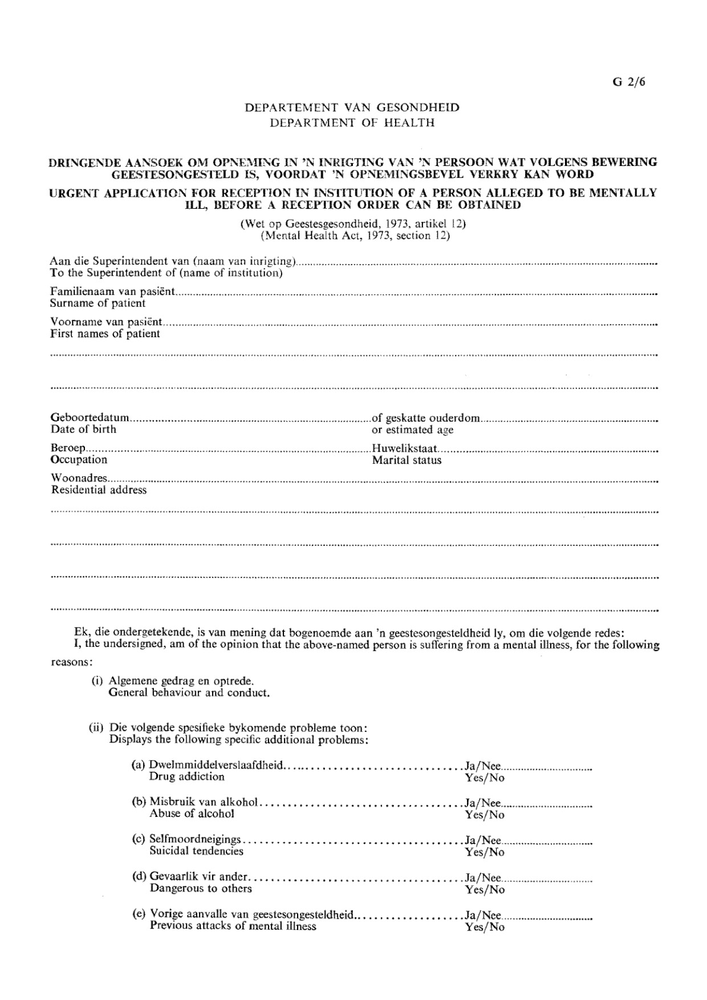 G 2/6
DEPARTEMENT VAN GESONDHEID
DEPARTMENT OF HEALTH
DRINGENDE AANSOEK OM OPNEMING IN 'N INRIGTING VAN 'N PERSOON WAT VOLGENS BEWERING
GEESTESONGESTELD IS, VOORDAT 'N OPNEMINGSBEVEL VERKRY KAN WORD
URGENT APPLICATION FOR RECEPTION IN INSTITUTION OF A PERSON ALLEGED TO BE MENTALLY
ILL, BEFORE A RECEPTION ORDER CAN BE OBTAINED
(Wet op Geestesgesondheid, 1973, artikel 12)
(Mental Health Act, 1973, section 12)
Aan die Superintendent van (naam van inrigting)
To the Superintendent of (name of institution)
Familienaam van pasiënt
Surname of patient
Voorname van pasiënt
First names of patient
Geboortedatum of geskatte ouderdom
Date of birth or estimated age
Beroep Huwelikstaat
Occupation Marital status
Woonadres
Residential address
Ek, die ondergetekende, is van mening dat bogenoemde aan 'n geestesongesteldheid ly, om die volgende redes:
I, the undersigned, am of the opinion that the above-named person is suffering from a mental illness, for the following
reasons:
(i) Algemene gedrag en optrede.
General behaviour and conduct.
(ii) Die volgende spesifieke bykomende probleme toon:
Displays the following specific additional problems:
(a) Dwelmmiddelverslaafdheid Ja/Nee
Drug addiction Yes/No
(b) Misbruik van alkohol Ja/Nee
Abuse of alcohol Yes/No
(c) Selfmoordneigings Ja/Nee
Suicidal tendencies Yes/No
(d) Gevaarlik vir ander Ja/Nee
Dangerous to others Yes/No
(e) Vorige aanvalle van geestesongesteldheid Ja/Nee
Previous attacks of mental illness Yes/No